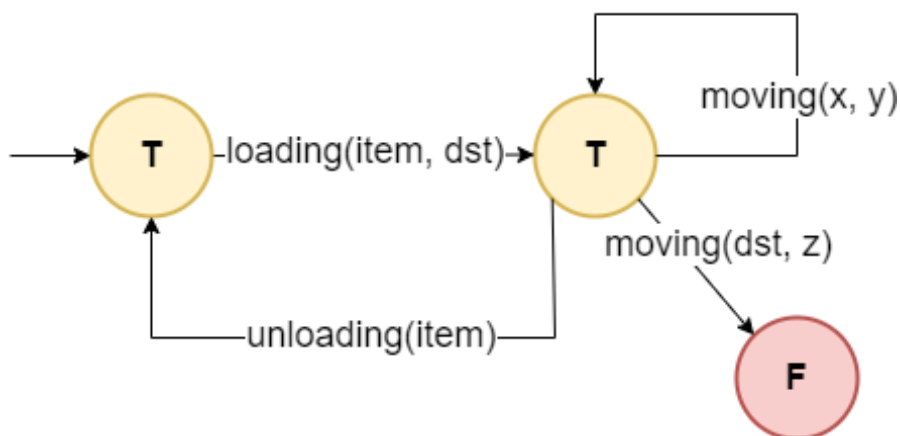 moving(x, y)
T
loading(item, dst)
T
moving(dst, z)
unloading(item)
F